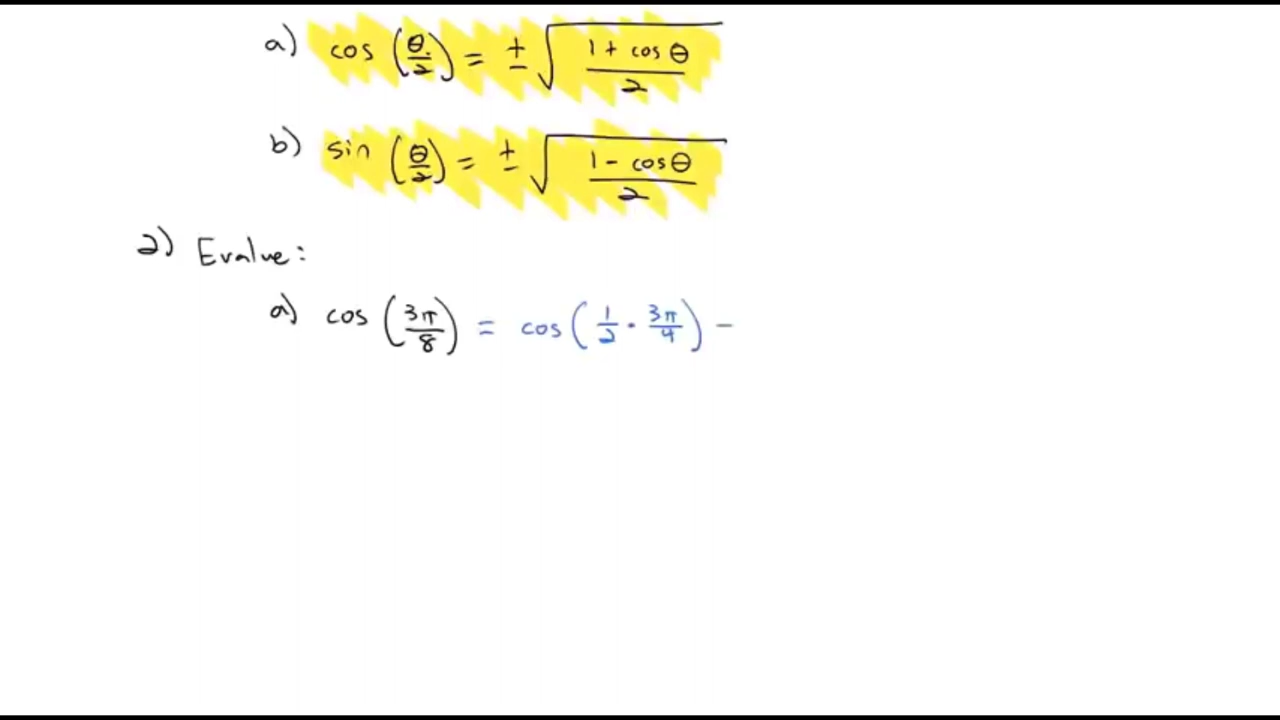 a) cos (θ/2) = ± √((1 + cos θ)/2)
b) sin (θ/2) = ± √((1 - cos θ)/2)
2) Evalue:
a) cos (3π/8) = cos (1/2 · 3π/4) -